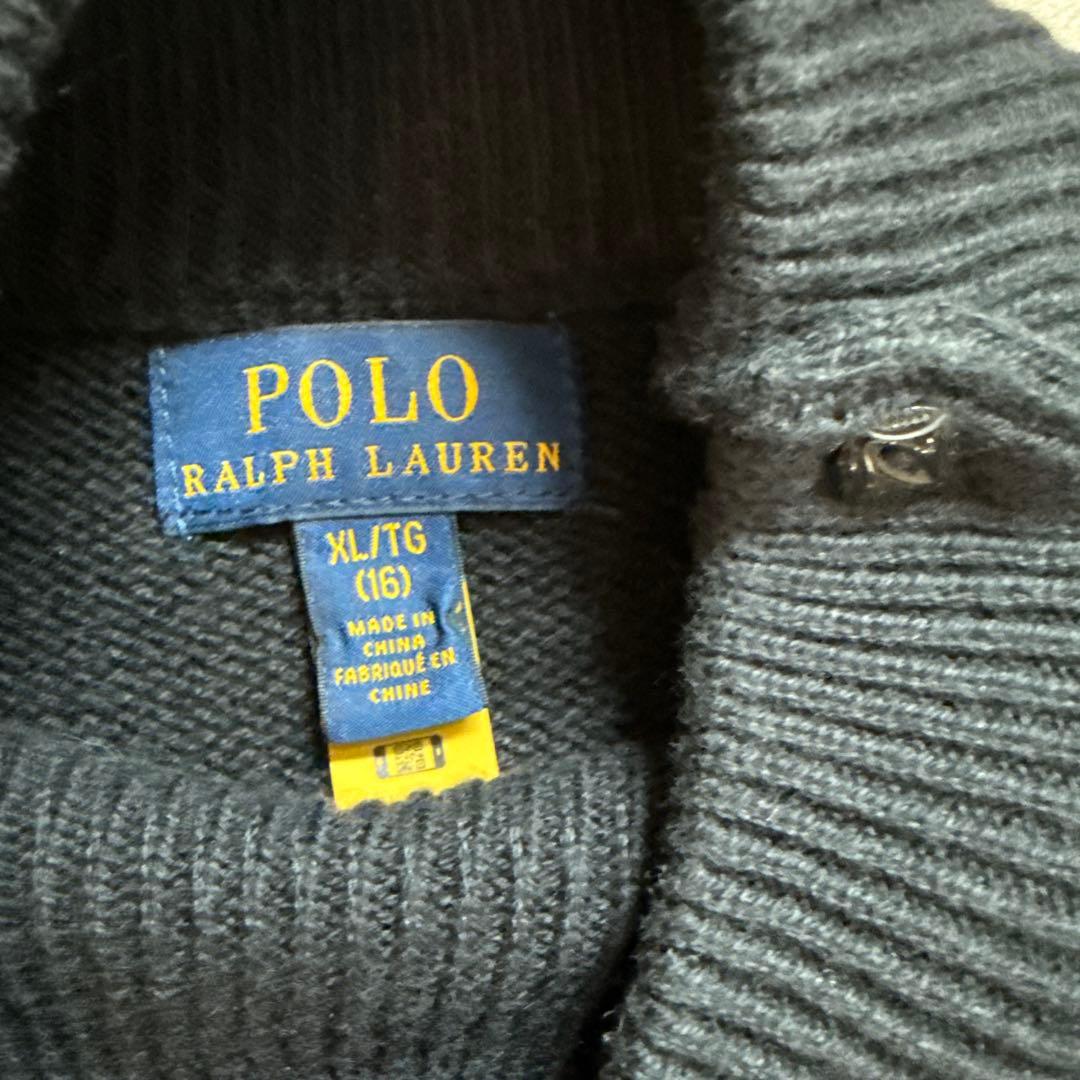 POLO
RALPH LAUREN
XL/TG
(16)
MADE IN
CHINA
FABRIQUÉ EN
CHINE